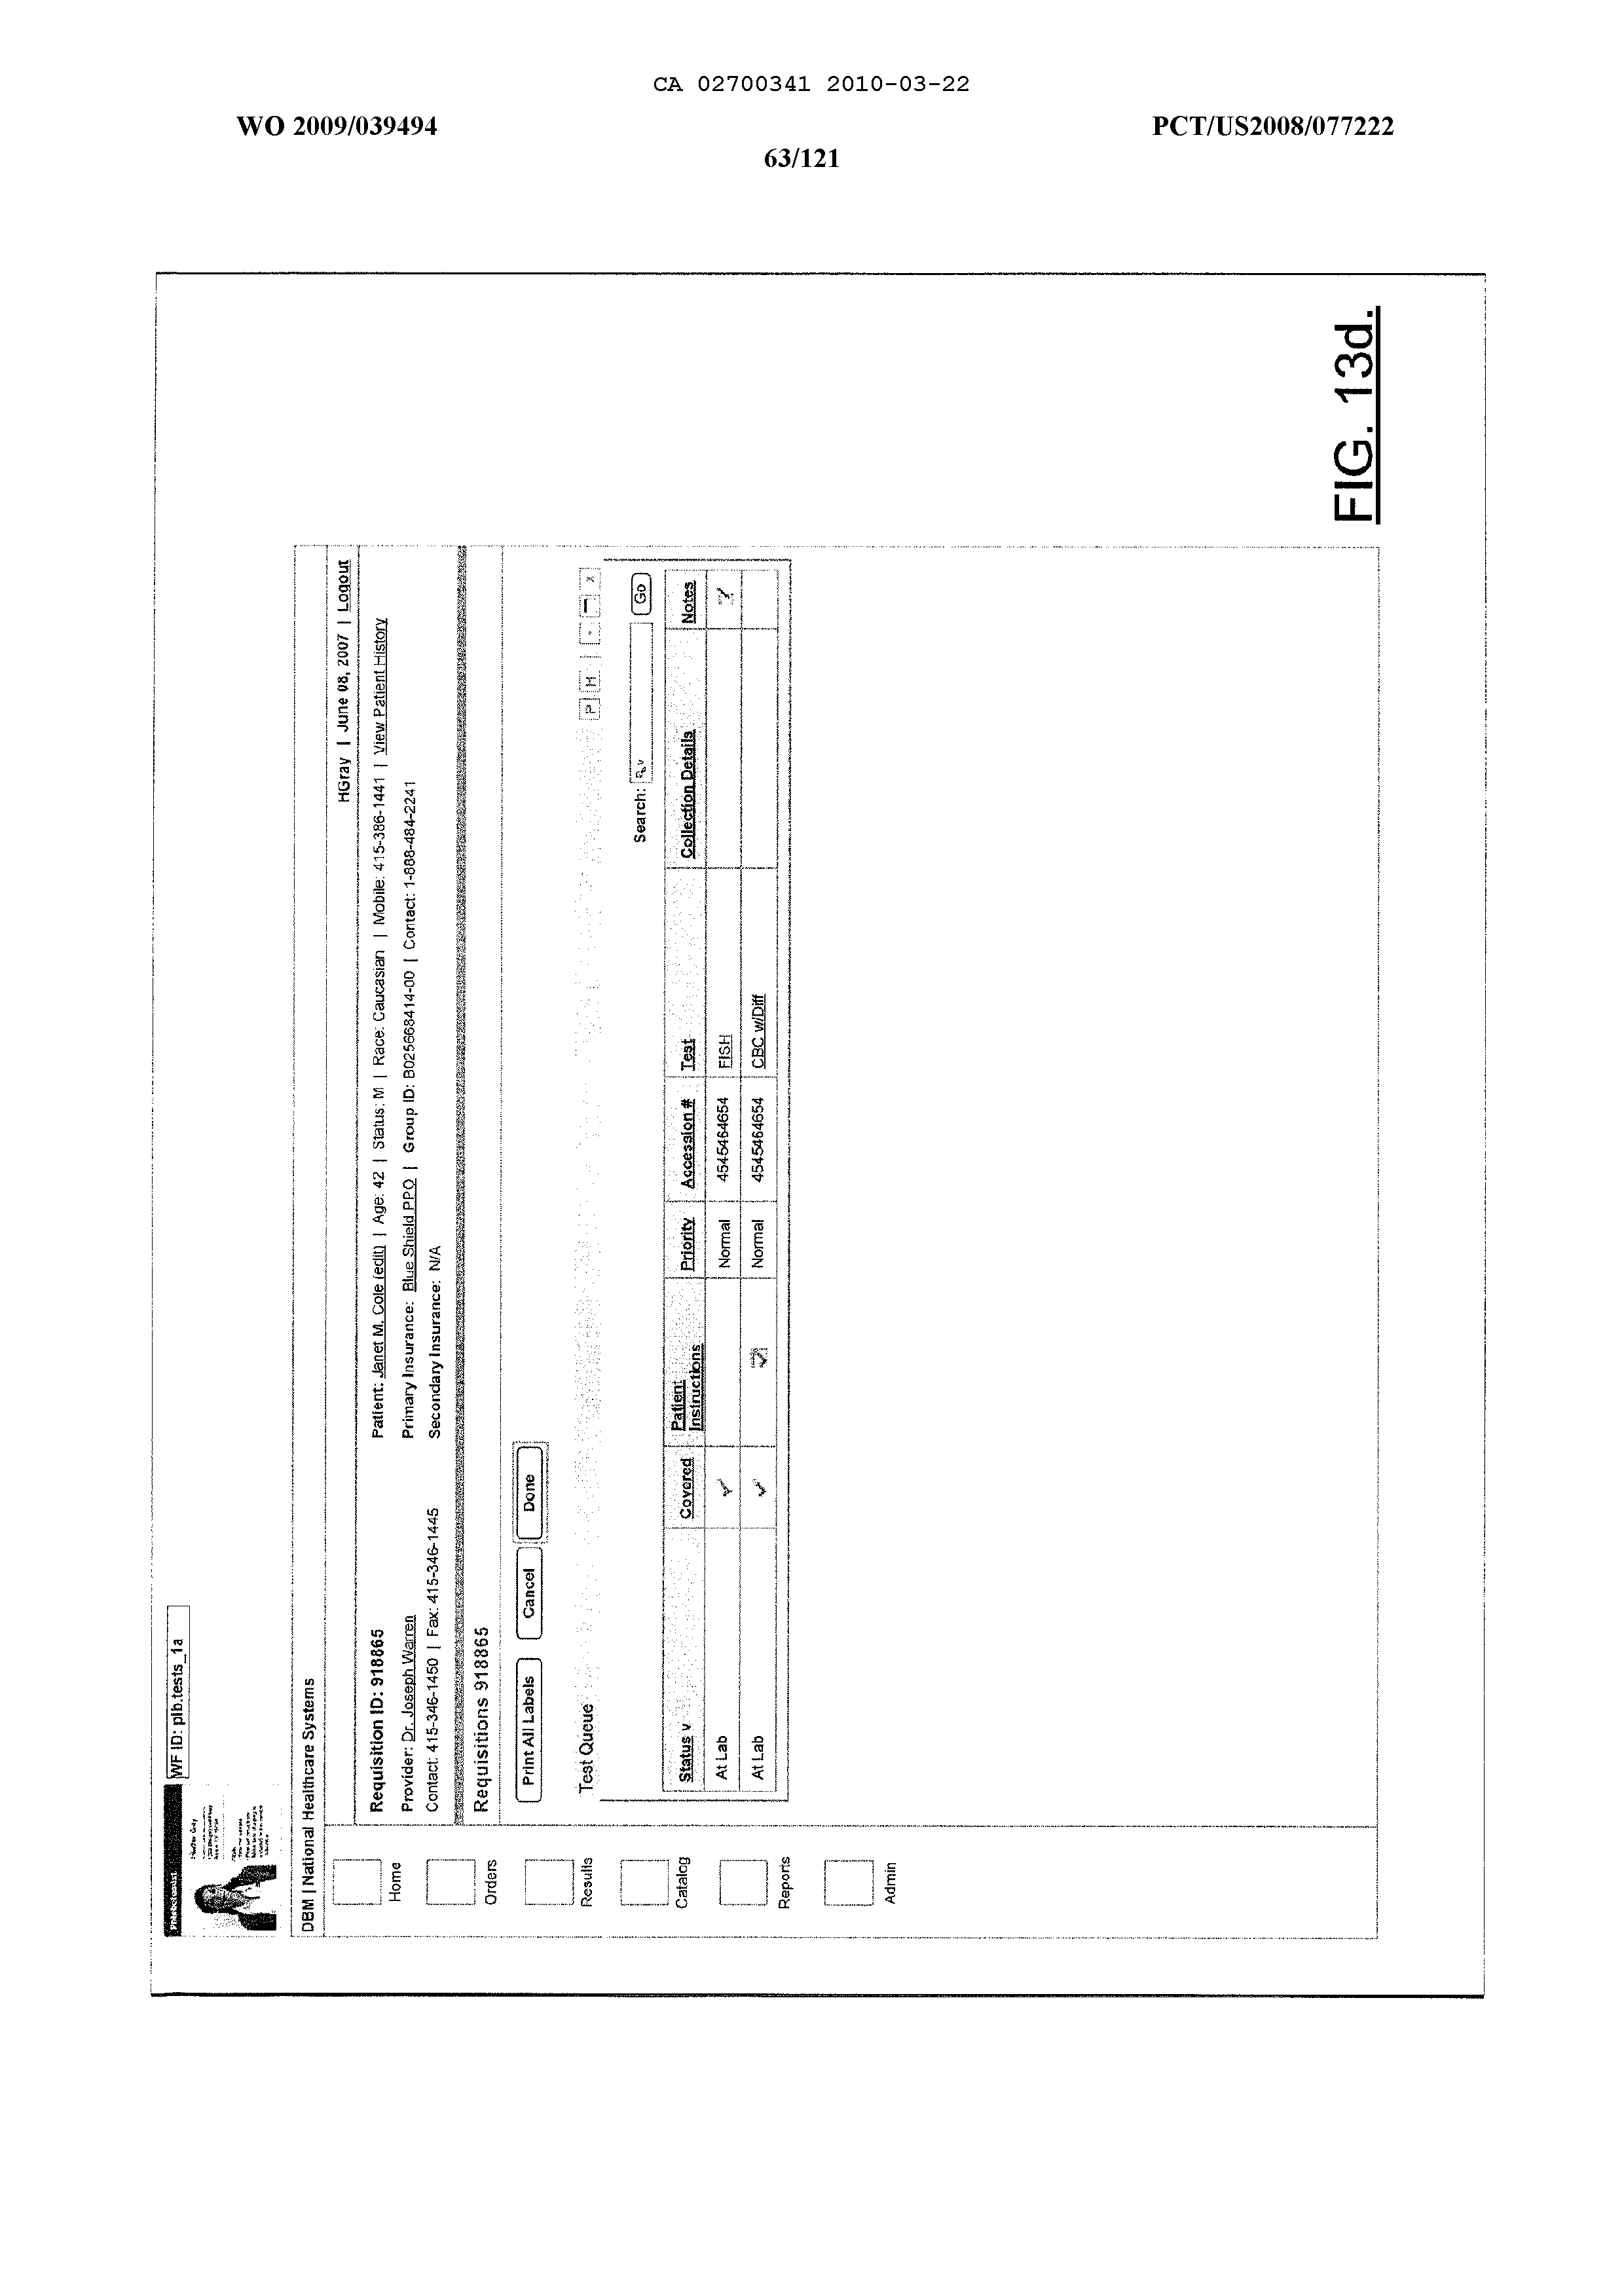 CA 02700341 2010-03-22
WO 2009/039494
PCT/US2008/077222
63/121
WF ID: plb.tests_1a
DBM | National Healthcare Systems
HGray | June 08, 2007 | Logout
Requisition ID: 918865
Patient: Janet M. Cole (edit) | Age: 42 | Status: M | Race: Caucasian | Mobile: 415-386-1441 | View Patient History
Provider: Dr. Joseph Warren
Primary Insurance: Blue Shield PPO | Group ID: B025668414-00 | Contact: 1-888-484-2241
Contact: 415-346-1450 | Fax: 415-346-1445
Secondary Insurance: N/A
Home
Orders
Results
Catalog
Reports
Admin
Requisitions 918865
Print All Labels Cancel Done
Test Queue P H - x
Search: Go
Status v Covered Patient Instructions Priority Accession # Test Collection Details Notes
At Lab Normal 4545464654 FISH
At Lab Normal 4545464654 CBC w/Diff
FIG. 13d.